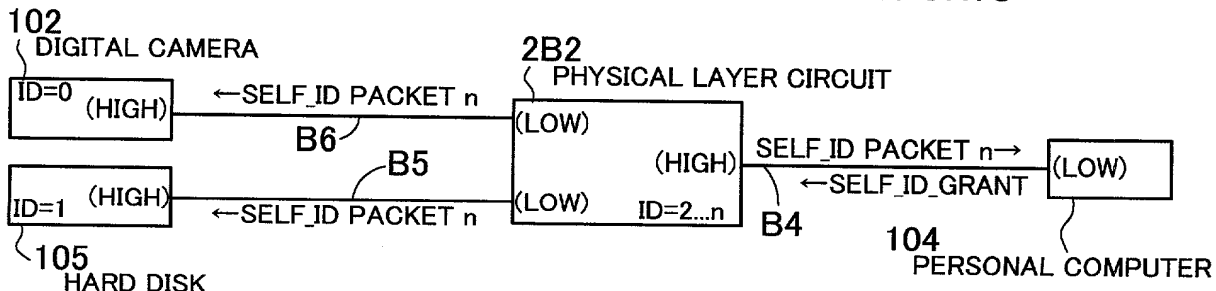 102
DIGITAL CAMERA
ID=0
(HIGH)
←SELF_ID PACKET n
B6
2B2
PHYSICAL LAYER CIRCUIT
(LOW)
(HIGH)
(LOW)
ID=2...n
SELF_ID PACKET n→
←SELF_ID_GRANT
B4
(LOW)
104
PERSONAL COMPUTER
B5
(HIGH)
ID=1
←SELF_ID PACKET n
105
HARD DISK